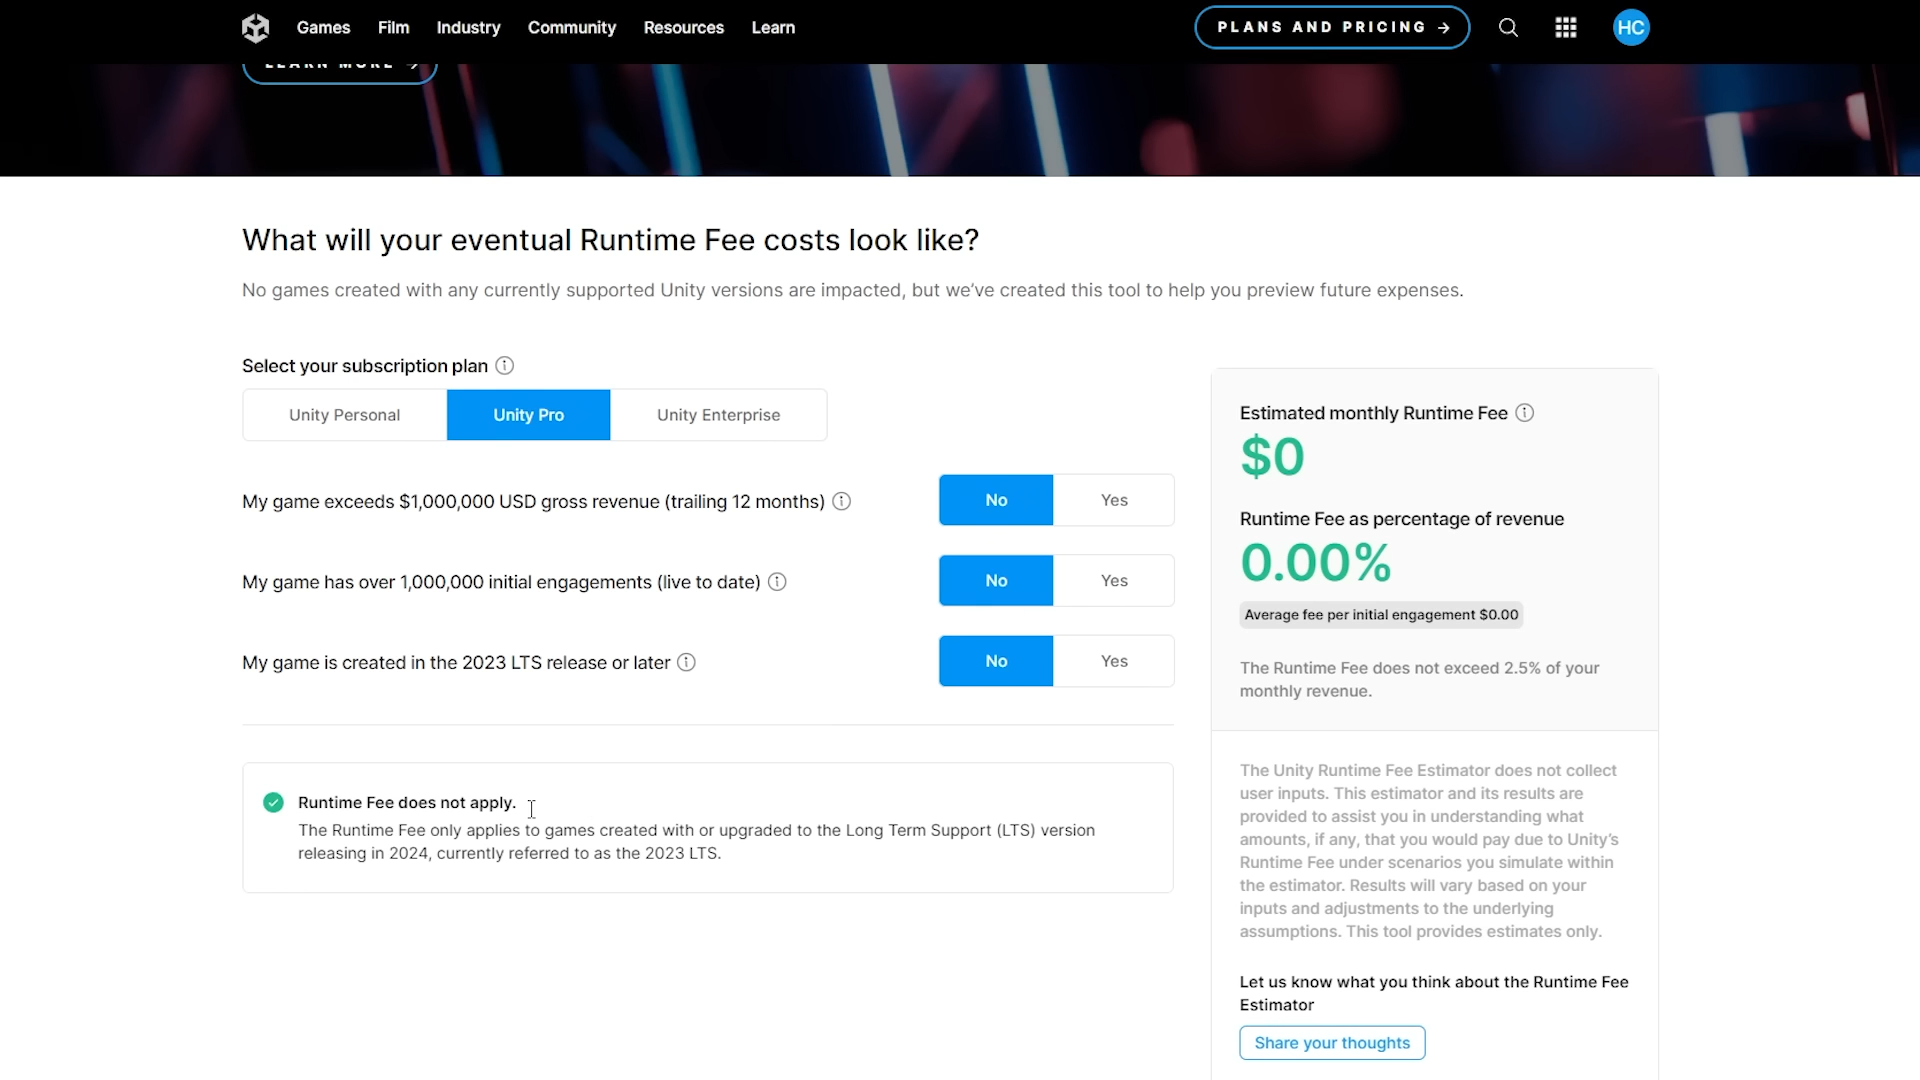 Games Film Industry Community Resources Learn PLANS AND PRICING → HC
LEARN MORE →
What will your eventual Runtime Fee costs look like?
No games created with any currently supported Unity versions are impacted, but we've created this tool to help you preview future expenses.
Select your subscription plan
Unity Personal Unity Pro Unity Enterprise
My game exceeds $1,000,000 USD gross revenue (trailing 12 months) No Yes
My game has over 1,000,000 initial engagements (live to date) No Yes
My game is created in the 2023 LTS release or later No Yes
Runtime Fee does not apply.
The Runtime Fee only applies to games created with or upgraded to the Long Term Support (LTS) version
releasing in 2024, currently referred to as the 2023 LTS.
Estimated monthly Runtime Fee
$0
Runtime Fee as percentage of revenue
0.00%
Average fee per initial engagement $0.00
The Runtime Fee does not exceed 2.5% of your
monthly revenue.
The Unity Runtime Fee Estimator does not collect
user inputs. This estimator and its results are
provided to assist you in understanding what
amounts, if any, that you would pay due to Unity's
Runtime Fee under scenarios you simulate within
the estimator. Results will vary based on your
inputs and adjustments to the underlying
assumptions. This tool provides estimates only.
Let us know what you think about the Runtime Fee
Estimator
Share your thoughts